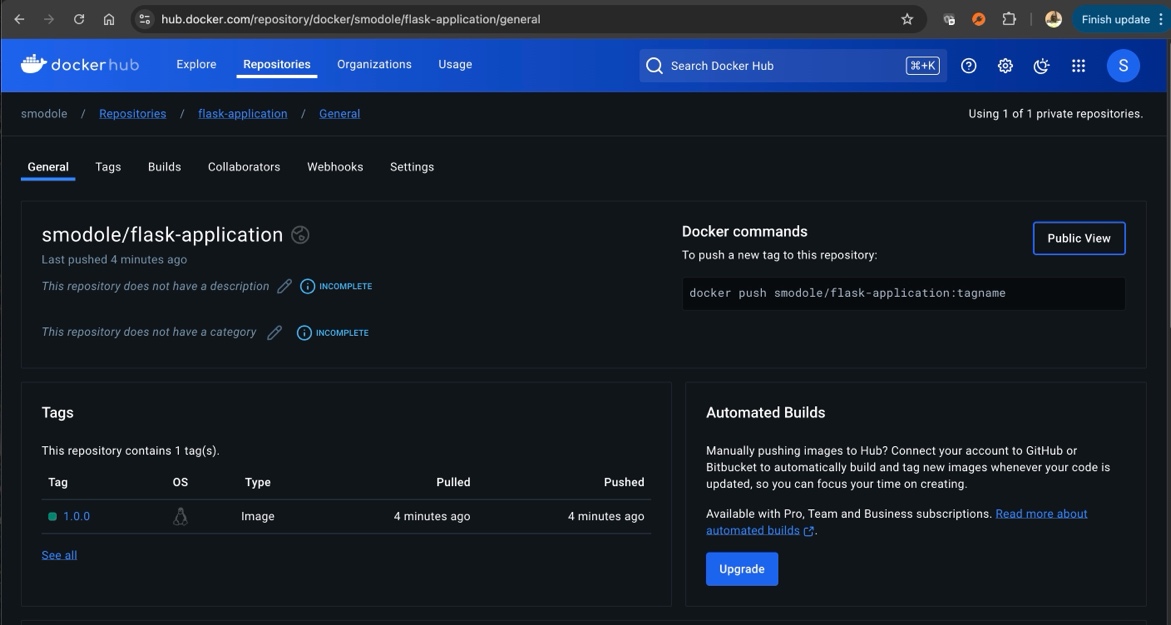 hub.docker.com/repository/docker/smodole/flask-application/general
Finish update
dockerhub
Explore
Repositories
Organizations
Usage
Search Docker Hub
⌘+K
S
smodole / Repositories / flask-application / General
Using 1 of 1 private repositories.
General
Tags
Builds
Collaborators
Webhooks
Settings
smodole/flask-application
Last pushed 4 minutes ago
This repository does not have a description
INCOMPLETE
This repository does not have a category
INCOMPLETE
Docker commands
To push a new tag to this repository:
Public View
docker push smodole/flask-application:tagname
Tags
This repository contains 1 tag(s).
Tag OS Type Pulled Pushed
1.0.0 Image 4 minutes ago 4 minutes ago
See all
Automated Builds
Manually pushing images to Hub? Connect your account to GitHub or
Bitbucket to automatically build and tag new images whenever your code is
updated, so you can focus your time on creating.
Available with Pro, Team and Business subscriptions. Read more about
automated builds.
Upgrade